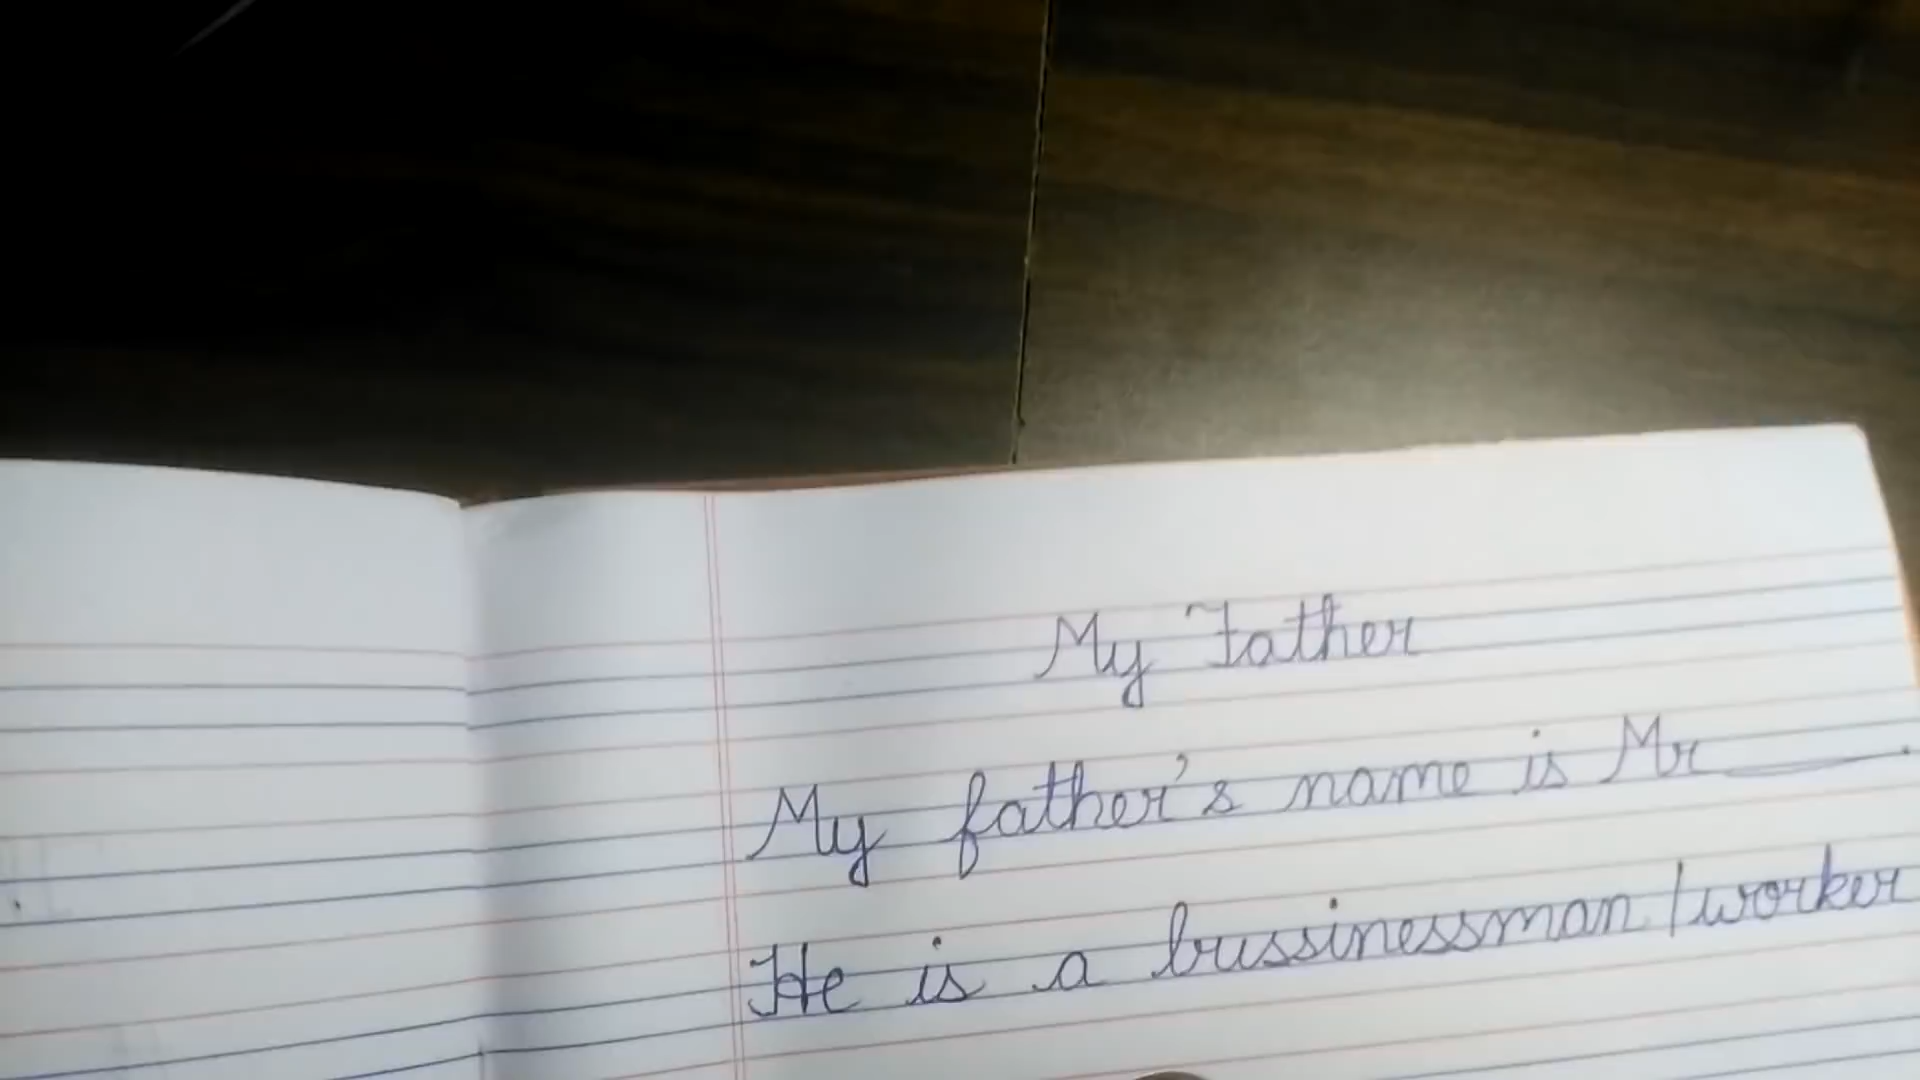 My Father
My father's name is Mr ____.
He is a bussinessman/worker